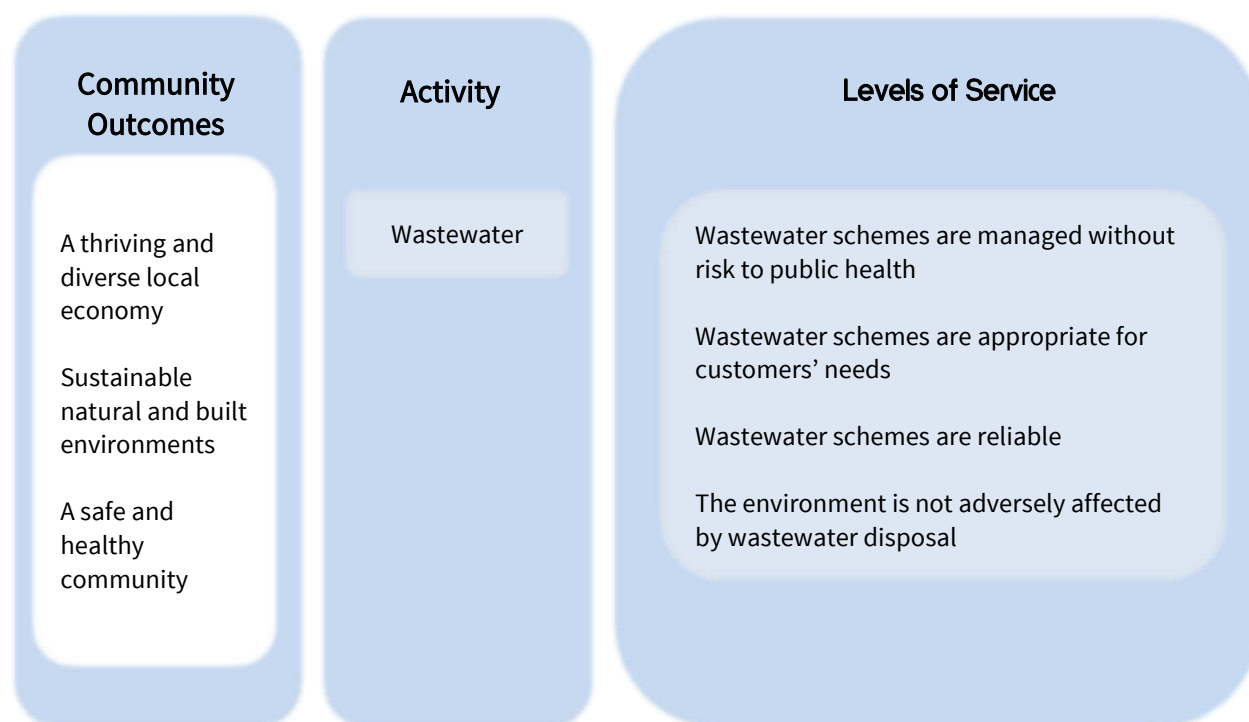 Community
Outcomes
A thriving and
diverse local
economy
Sustainable
natural and built
environments
A safe and
healthy
community
Activity
Wastewater
Levels of Service
Wastewater schemes are managed without
risk to public health
Wastewater schemes are appropriate for
customers’ needs
Wastewater schemes are reliable
The environment is not adversely affected
by wastewater disposal